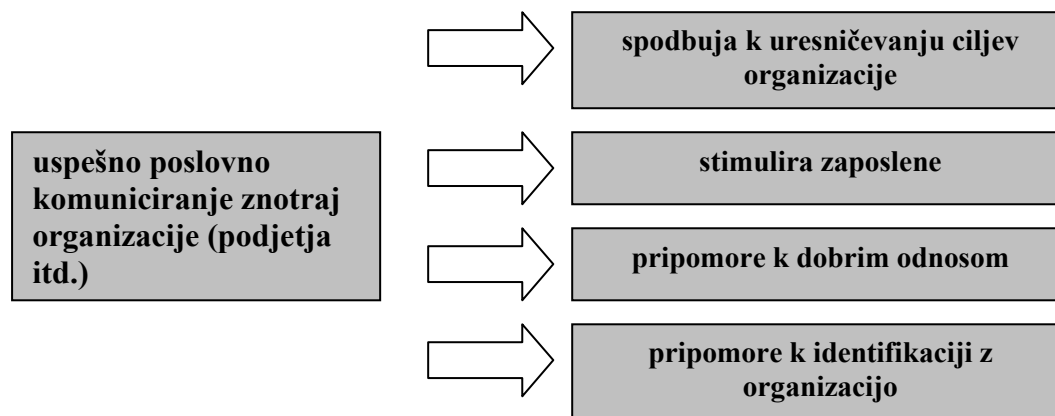 spodbuja k uresničevanju ciljev
organizacije
uspešno poslovno
komuniciranje znotraj
organizacije (podjetja
itd.)
stimulira zaposlene
pripomore k dobrim odnosom
pripomore k identifikaciji z
organizacijo